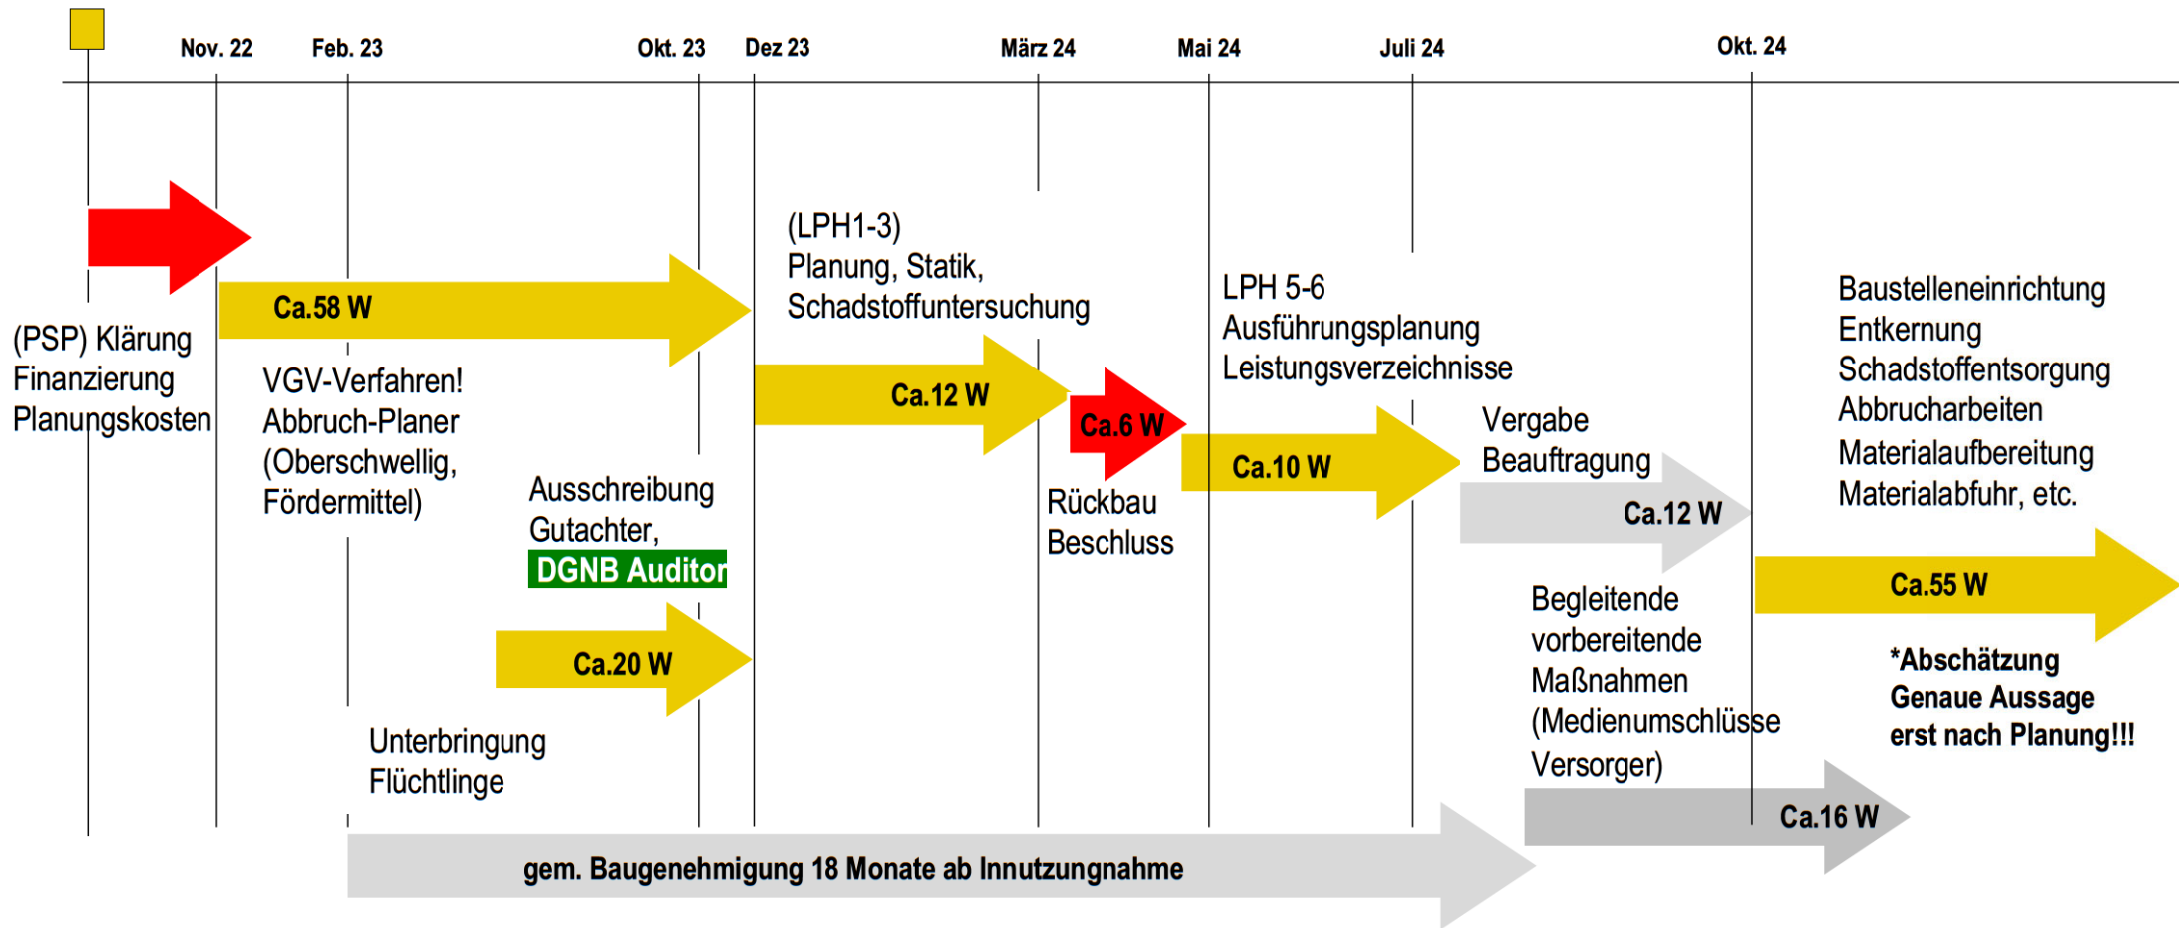 Nov. 22
Feb. 23
Okt. 23
Dez 23
März 24
Mai 24
Juli 24
Okt. 24
(PSP) Klärung
Finanzierung
Planungskosten
Ca.58 W
VGV-Verfahren!
Abbruch-Planer
(Oberschwellig,
Fördermittel)
Ausschreibung
Gutachter,
DGNB Auditor
Ca.20 W
Unterbringung
Flüchtlinge
gem. Baugenehmigung 18 Monate ab Innutzungnahme
(LPH1-3)
Planung, Statik,
Schadstoffuntersuchung
Ca.12 W
Ca.6 W
Rückbau
Beschluss
LPH 5-6
Ausführungsplanung
Leistungsverzeichnisse
Ca.10 W
Vergabe
Beauftragung
Ca.12 W
Begleitende
vorbereitende
Maßnahmen
(Medienumschlüsse
Versorger)
Ca.16 W
Baustelleneinrichtung
Entkernung
Schadstoffentsorgung
Abbrucharbeiten
Materialaufbereitung
Materialabfuhr, etc.
Ca.55 W
*Abschätzung
Genaue Aussage
erst nach Planung!!!